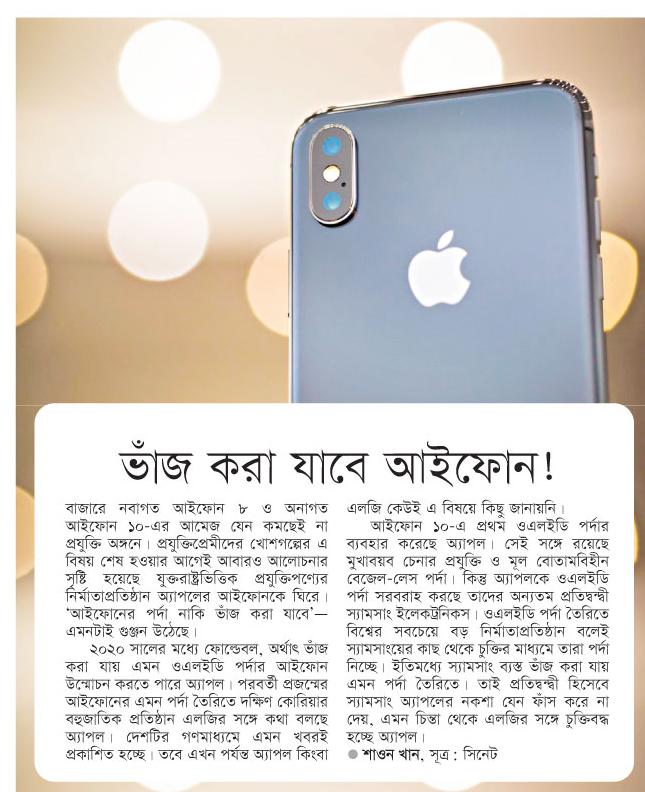 ভাঁজ করা যাবে আইফোন!
বাজারে নবাগত আইফোন ৮ ও অনাগত
আইফোন ১০-এর আমেজ যেন কমছেই না
প্রযুক্তি অঙ্গনে। প্রযুক্তিপ্রেমীদের খোশগল্পের এ
বিষয় শেষ হওয়ার আগেই আবারও আলোচনার
সৃষ্টি হয়েছে যুক্তরাষ্ট্রভিত্তিক প্রযুক্তিপণ্যের
নির্মাতাপ্রতিষ্ঠান অ্যাপলের আইফোনকে ঘিরে।
‘আইফোনের পর্দা নাকি ভাঁজ করা যাবে’—
এমনটাই গুঞ্জন উঠেছে।
২০২০ সালের মধ্যে ফোল্ডেবল, অর্থাৎ ভাঁজ
করা যায় এমন ওএলইডি পর্দার আইফোন
উন্মোচন করতে পারে অ্যাপল। পরবর্তী প্রজন্মের
আইফোনের এমন পর্দা তৈরিতে দক্ষিণ কোরিয়ার
বহুজাতিক প্রতিষ্ঠান এলজির সঙ্গে কথা বলছে
অ্যাপল। দেশটির গণমাধ্যমে এমন খবরই
প্রকাশিত হচ্ছে। তবে এখন পর্যন্ত অ্যাপল কিংবা
এলজি কেউই এ বিষয়ে কিছু জানায়নি।
আইফোন ১০-এ প্রথম ওএলইডি পর্দার
ব্যবহার করেছে অ্যাপল। সেই সঙ্গে রয়েছে
মুখাবয়ব চেনার প্রযুক্তি ও মূল বোতামবিহীন
বেজেল-লেস পর্দা। কিন্তু অ্যাপলকে ওএলইডি
পর্দা সরবরাহ করছে তাদের অন্যতম প্রতিদ্বন্দ্বী
স্যামসাং ইলেকট্রনিকস। ওএলইডি পর্দা তৈরিতে
বিশ্বের সবচেয়ে বড় নির্মাতাপ্রতিষ্ঠান বলেই
স্যামসাংয়ের কাছ থেকে চুক্তির মাধ্যমে তারা পর্দা
নিচ্ছে। ইতিমধ্যে স্যামসাং ব্যস্ত ভাঁজ করা যায়
এমন পর্দা তৈরিতে। তাই প্রতিদ্বন্দ্বী হিসেবে
স্যামসাং অ্যাপলের নকশা যেন ফাঁস করে না
দেয়, এমন চিন্তা থেকে এলজির সঙ্গে চুক্তিবদ্ধ
হচ্ছে অ্যাপল।
● শাওন খান, সূত্র : সিনেট